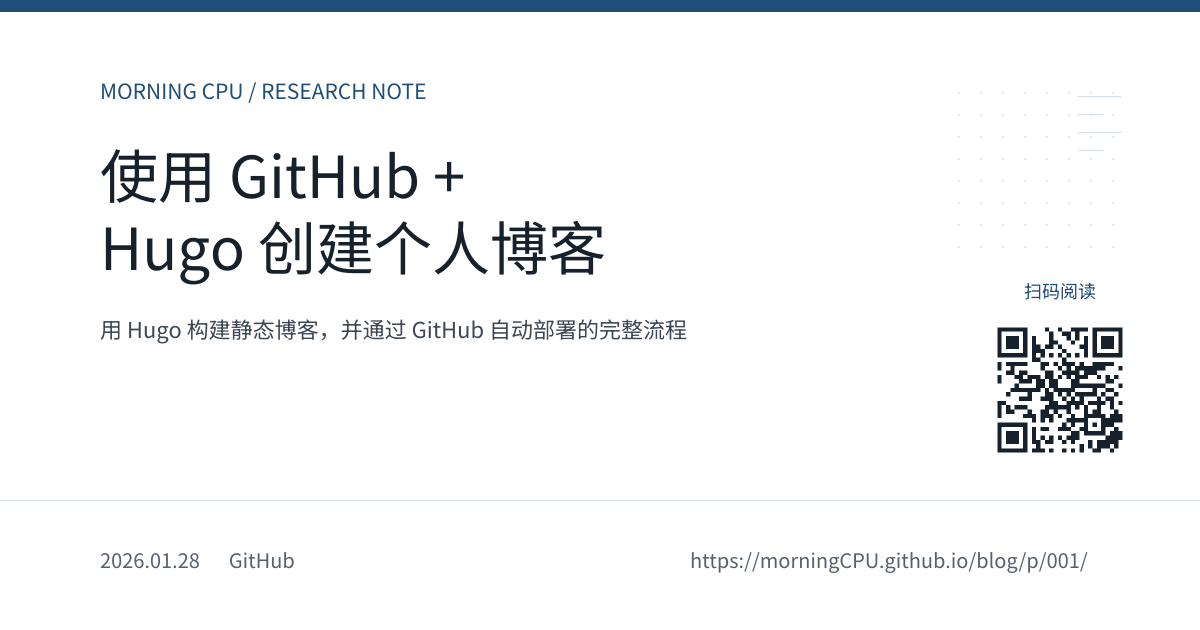 MORNING CPU / RESEARCH NOTE
使用 GitHub +
Hugo 创建个人博客
用 Hugo 构建静态博客，并通过 GitHub 自动部署的完整流程
扫码阅读
2026.01.28 GitHub
https://morningCPU.github.io/blog/p/001/